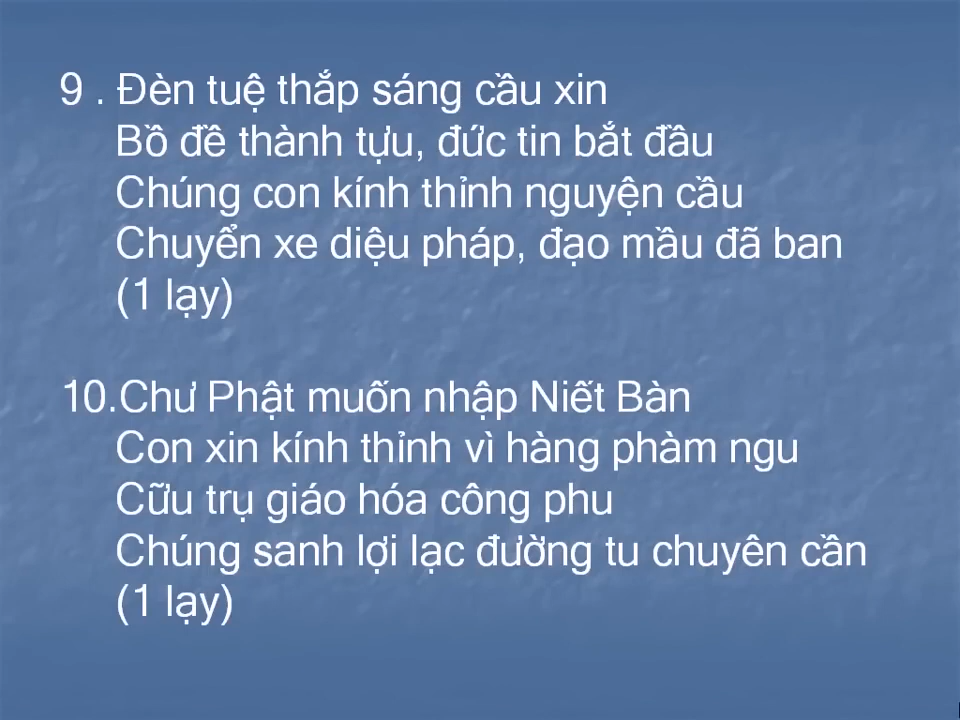 9 . Đèn tuệ thắp sáng cầu xin
Bồ đề thành tựu, đức tin bắt đầu
Chúng con kính thỉnh nguyện cầu
Chuyển xe diệu pháp, đạo mầu đã ban
(1 lạy)
10.Chư Phật muốn nhập Niết Bàn
Con xin kính thỉnh vì hàng phàm ngu
Cữu trụ giáo hóa công phu
Chúng sanh lợi lạc đường tu chuyên cần
(1 lạy)